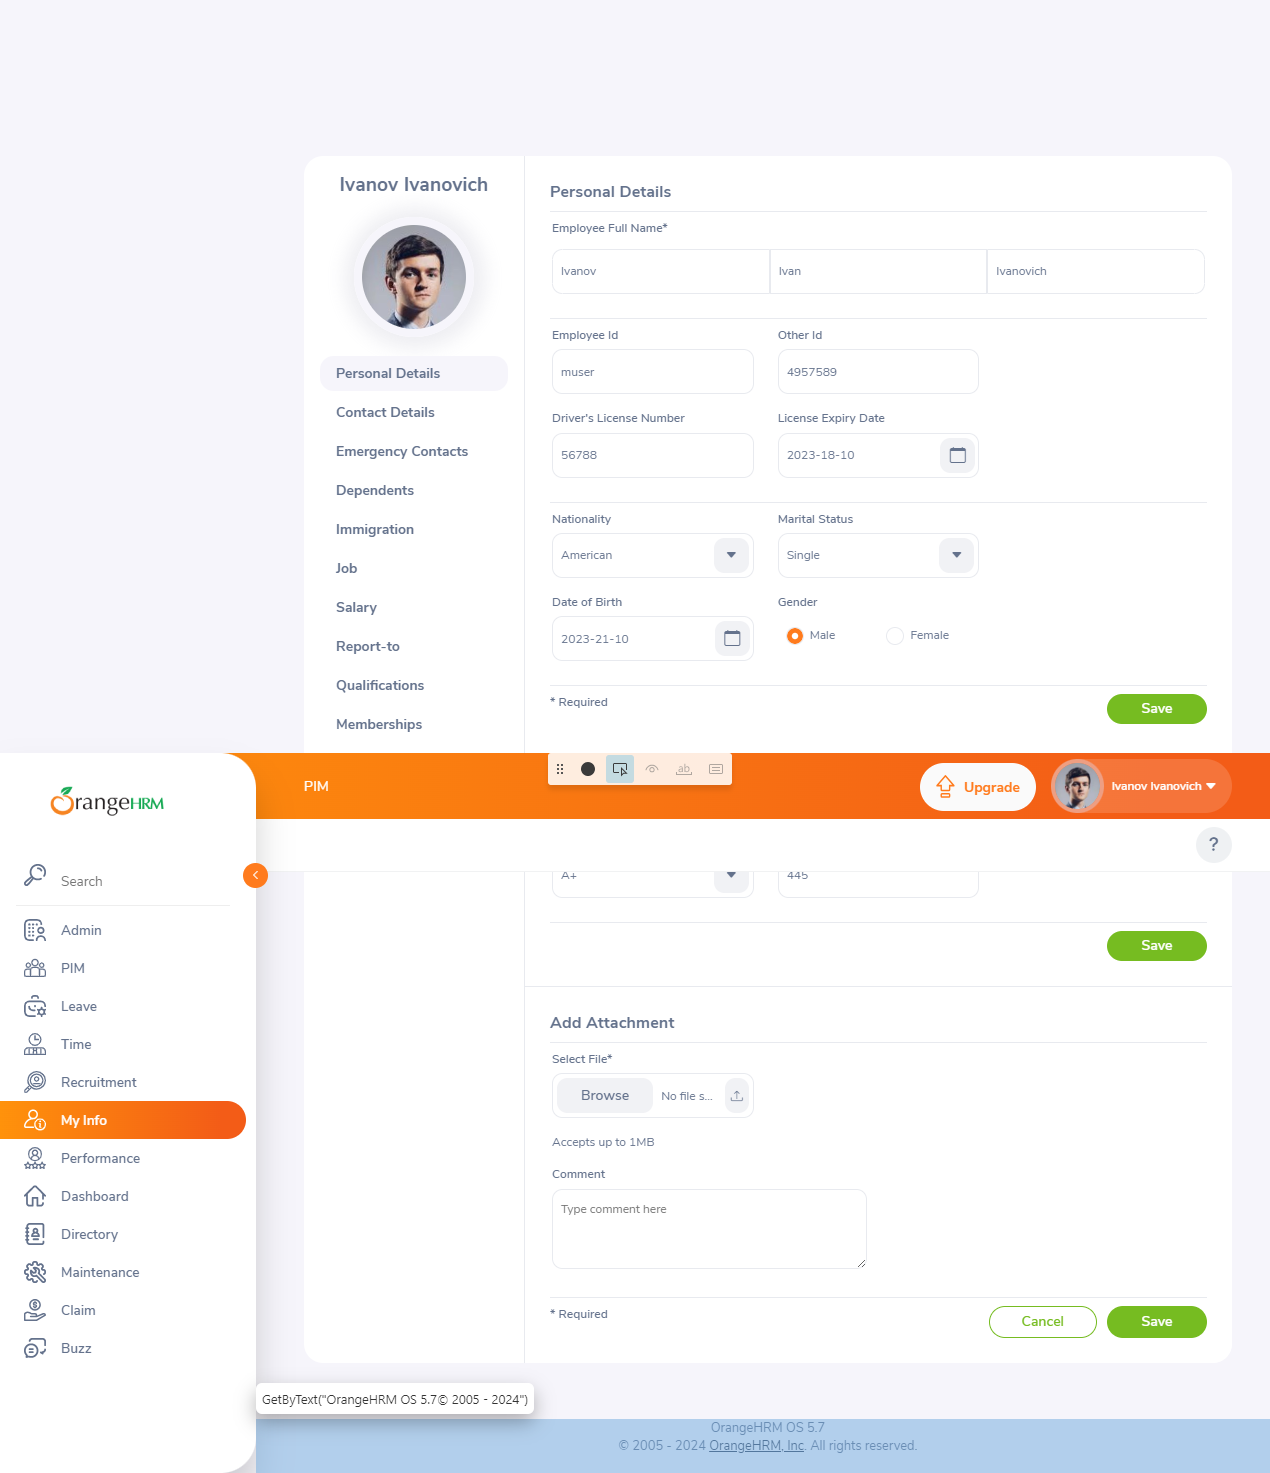 Ivanov Ivanovich
Personal Details
Contact Details
Emergency Contacts
Dependents
Immigration
Job
Salary
Report-to
Qualifications
Memberships
Personal Details
Employee Full Name*
Ivanov Ivan Ivanovich
Employee Id Other Id
muser 4957589
Driver's License Number License Expiry Date
56788 2023-18-10
Nationality Marital Status
American Single
Date of Birth Gender
2023-21-10 Male Female
* Required Save
OrangeHRM
PIM ab Upgrade Ivanov Ivanovich
?
Search
Admin
PIM
Leave
Time
Recruitment
My Info
Performance
Dashboard
Directory
Maintenance
Claim
Buzz
A+ 445
Save
Add Attachment
Select File*
Browse No file s...
Accepts up to 1MB
Comment
Type comment here
* Required Cancel Save
GetByText("OrangeHRM OS 5.7© 2005 - 2024")
OrangeHRM OS 5.7
© 2005 - 2024 OrangeHRM, Inc. All rights reserved.